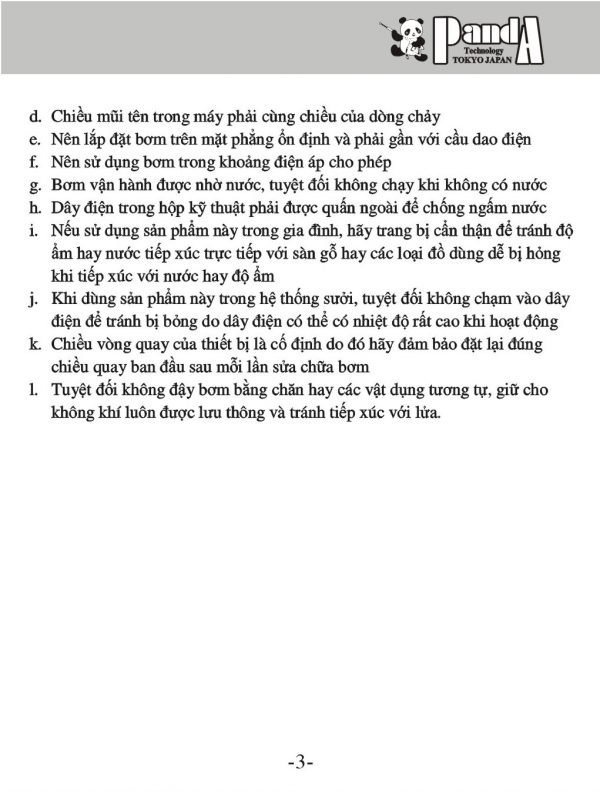 PandA
Technology
TOKYO JAPAN
d. Chiều mũi tên trong máy phải cùng chiều của dòng chảy
e. Nên lắp đặt bơm trên mặt phẳng ổn định và phải gần với cầu dao điện
f. Nên sử dụng bơm trong khoảng điện áp cho phép
g. Bơm vận hành được nhờ nước, tuyệt đối không chạy khi không có nước
h. Dây điện trong hộp kỹ thuật phải được quấn ngoài để chống ngấm nước
i. Nếu sử dụng sản phẩm này trong gia đình, hãy trang bị cẩn thận để tránh độ
ẩm hay nước tiếp xúc trực tiếp với sàn gỗ hay các loại đồ dùng dễ bị hỏng
khi tiếp xúc với nước hay độ ẩm
j. Khi dùng sản phẩm này trong hệ thống sưởi, tuyệt đối không chạm vào dây
điện để tránh bị bỏng do dây điện có thể có nhiệt độ rất cao khi hoạt động
k. Chiều vòng quay của thiết bị là cố định do đó hãy đảm bảo đặt lại đúng
chiều quay ban đầu sau mỗi lần sửa chữa bơm
l. Tuyệt đối không đậy bơm bằng chăn hay các vật dụng tương tự, giữ cho
không khí luôn được lưu thông và tránh tiếp xúc với lửa.
-3-